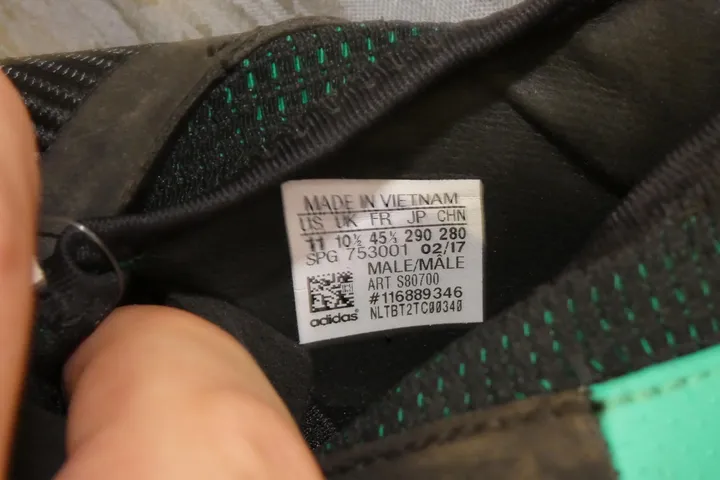 MADE IN VIETNAM
US UK FR JP CHN
11 10½ 45⅓ 290 280
SPG 753001 02/17
MALE/MÂLE
ART S80700
#116889346
NLTBT2TC00340
adidas